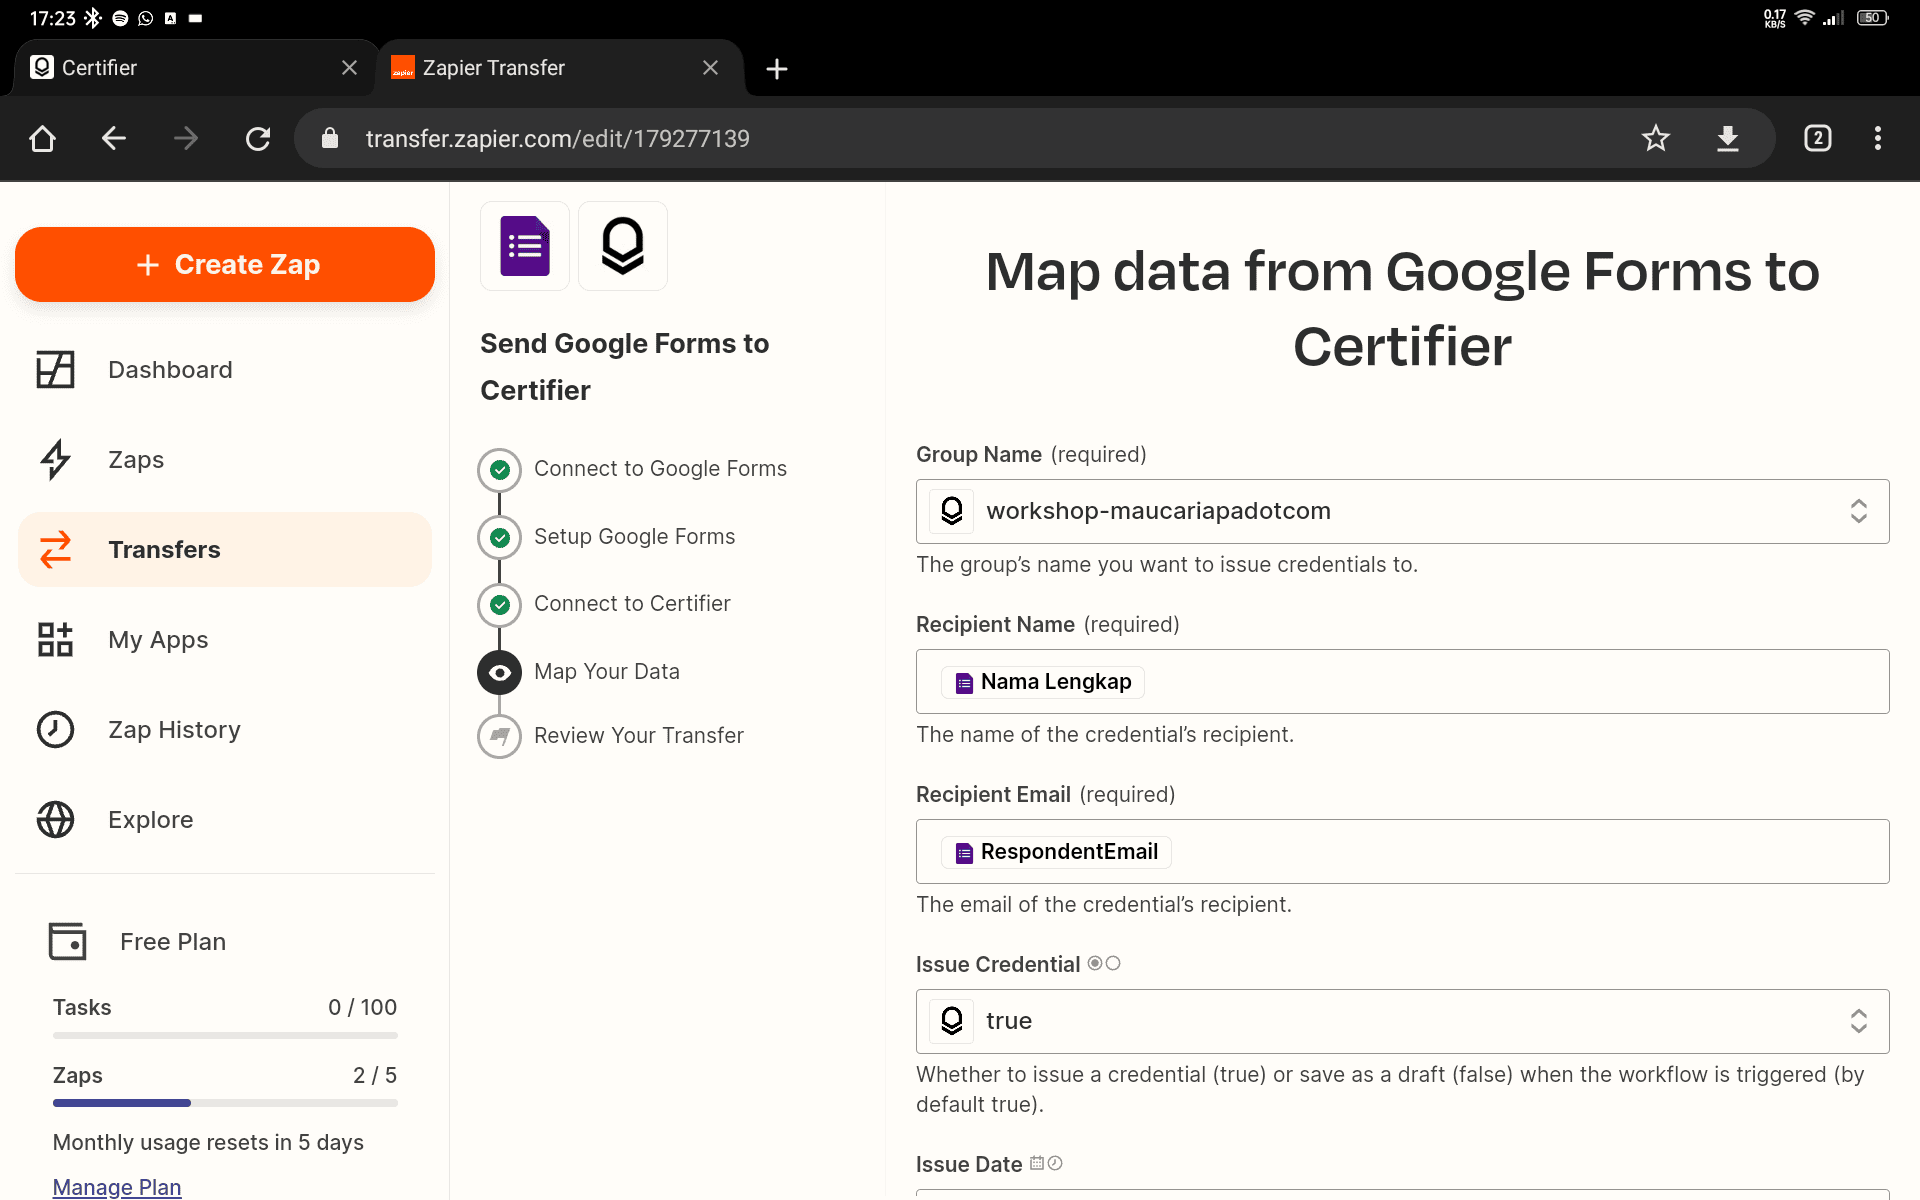 17:23
0.17
KB/S
50
Certifier
zapier
Zapier Transfer
transfer.zapier.com/edit/179277139
2
Create Zap
Dashboard
Zaps
Transfers
My Apps
Zap History
Explore
Free Plan
Tasks
0 / 100
Zaps
2 / 5
Monthly usage resets in 5 days
Manage Plan
Send Google Forms to
Certifier
Connect to Google Forms
Setup Google Forms
Connect to Certifier
Map Your Data
Review Your Transfer
Map data from Google Forms to
Certifier
Group Name (required)
workshop-maucariapadotcom
The group’s name you want to issue credentials to.
Recipient Name (required)
Nama Lengkap
The name of the credential’s recipient.
Recipient Email (required)
RespondentEmail
The email of the credential’s recipient.
Issue Credential
true
Whether to issue a credential (true) or save as a draft (false) when the workflow is triggered (by
default true).
Issue Date